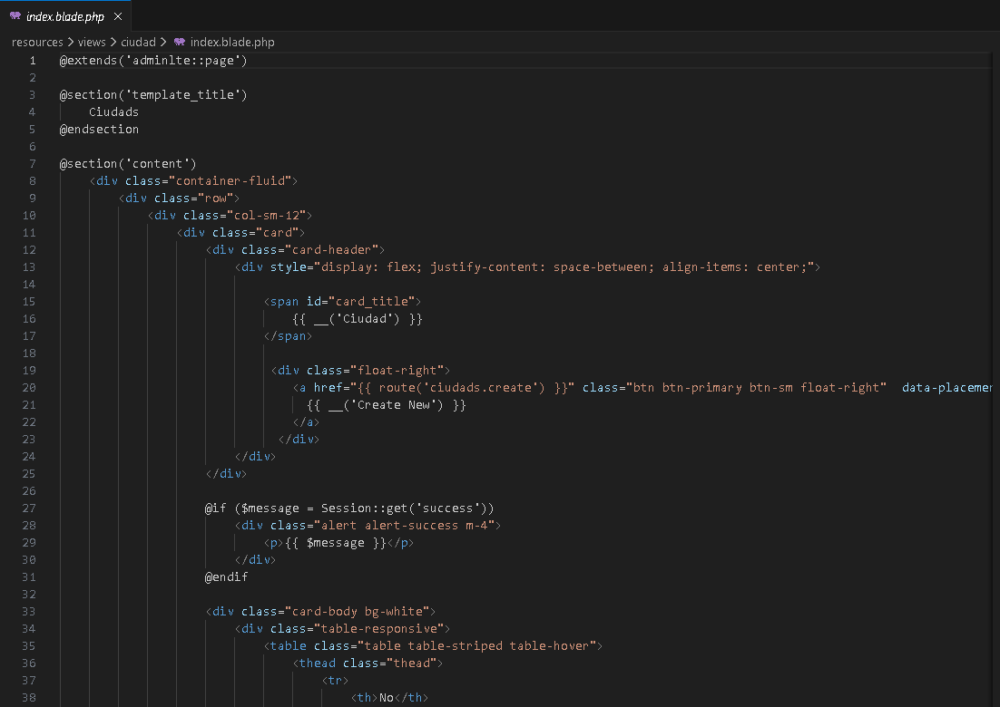 index.blade.php
resources > views > ciudad > index.blade.php
1 @extends('adminlte::page')
2
3 @section('template_title')
4 Ciudads
5 @endsection
6
7 @section('content')
8 <div class="container-fluid">
9 <div class="row">
10 <div class="col-sm-12">
11 <div class="card">
12 <div class="card-header">
13 <div style="display: flex; justify-content: space-between; align-items: center;">
14
15 <span id="card_title">
16 {{ __('Ciudad') }}
17 </span>
18
19 <div class="float-right">
20 <a href="{{ route('ciudads.create') }}" class="btn btn-primary btn-sm float-right"  data-placemen
21 {{ __('Create New') }}
22 </a>
23 </div>
24 </div>
25 </div>
26
27 @if ($message = Session::get('success'))
28 <div class="alert alert-success m-4">
29 <p>{{ $message }}</p>
30 </div>
31 @endif
32
33 <div class="card-body bg-white">
34 <div class="table-responsive">
35 <table class="table table-striped table-hover">
36 <thead class="thead">
37 <tr>
38 <th>No</th>